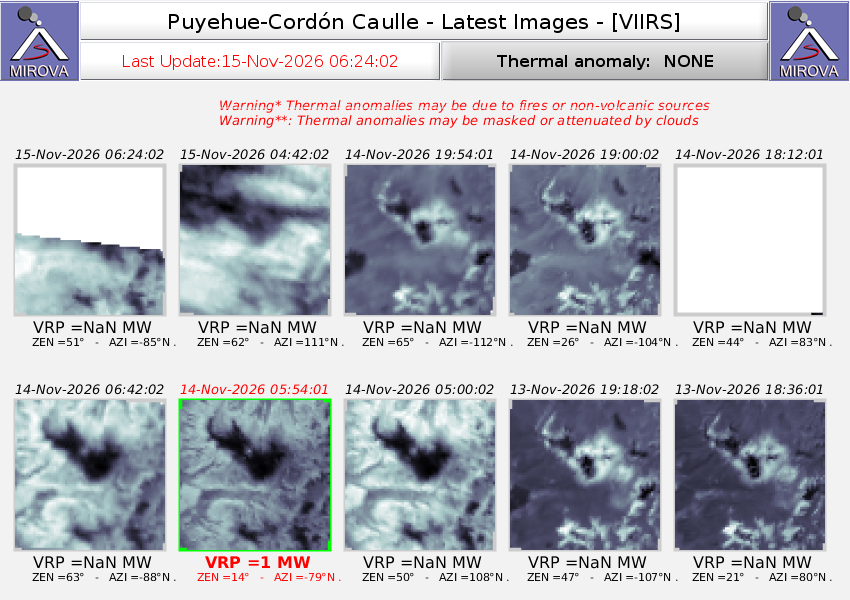 Puyehue-Cordón Caulle - Latest Images - [VIIRS]
MIROVA
Last Update:15-Nov-2026 06:24:02
Thermal anomaly: NONE
MIROVA
Warning* Thermal anomalies may be due to fires or non-volcanic sources
Warning**: Thermal anomalies may be masked or attenuated by clouds
15-Nov-2026 06:24:02
15-Nov-2026 04:42:02
14-Nov-2026 19:54:01
14-Nov-2026 19:00:02
14-Nov-2026 18:12:01
VRP =NaN MW
VRP =NaN MW
VRP =NaN MW
VRP =NaN MW
VRP =NaN MW
ZEN =51° - AZI =-85°N .
ZEN =62° - AZI =111°N .
ZEN =65° - AZI =-112°N .
ZEN =26° - AZI =-104°N .
ZEN =44° - AZI =83°N .
14-Nov-2026 06:42:02
14-Nov-2026 05:54:01
14-Nov-2026 05:00:02
13-Nov-2026 19:18:02
13-Nov-2026 18:36:01
VRP =NaN MW
VRP =1 MW
VRP =NaN MW
VRP =NaN MW
VRP =NaN MW
ZEN =63° - AZI =-88°N .
ZEN =14° - AZI =-79°N .
ZEN =50° - AZI =108°N .
ZEN =47° - AZI =-107°N .
ZEN =21° - AZI =80°N .